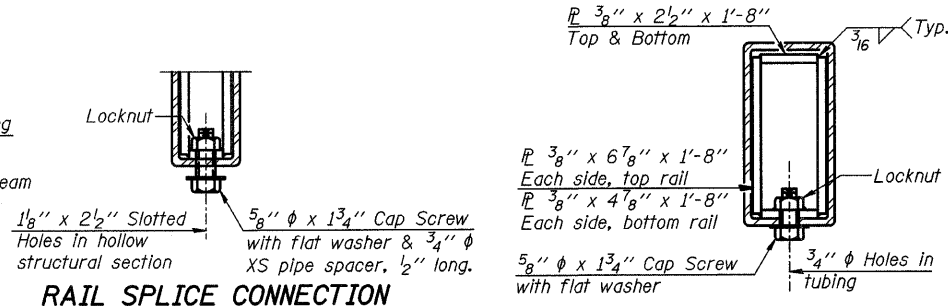 g
eam
Locknut
1 1/8" x 2 1/2" Slotted
Holes in hollow
structural section
5/8" ϕ x 1 3/4" Cap Screw
with flat washer & 3/4" ϕ
XS pipe spacer, 1/2" long.
RAIL SPLICE CONNECTION
℄ 3/8" x 2 1/2" x 1'-8"
Top & Bottom
3/16
Typ.
℄ 3/8" x 6 7/8" x 1'-8"
Each side, top rail
℄ 3/8" x 4 7/8" x 1'-8"
Each side, bottom rail
Locknut
5/8" ϕ x 1 3/4" Cap Screw
with flat washer
3/4" ϕ Holes in
tubing